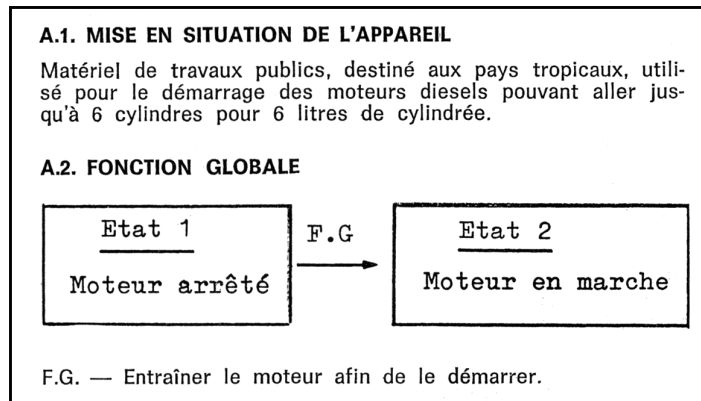 A.1. MISE EN SITUATION DE L'APPAREIL
Matériel de travaux publics, destiné aux pays tropicaux, utili-
sé pour le démarrage des moteurs diesels pouvant aller jus-
qu'à 6 cylindres pour 6 litres de cylindrée.
A.2. FONCTION GLOBALE
Etat 1
Moteur arrêté
F.G
Etat 2
Moteur en marche
F.G. — Entraîner le moteur afin de le démarrer.